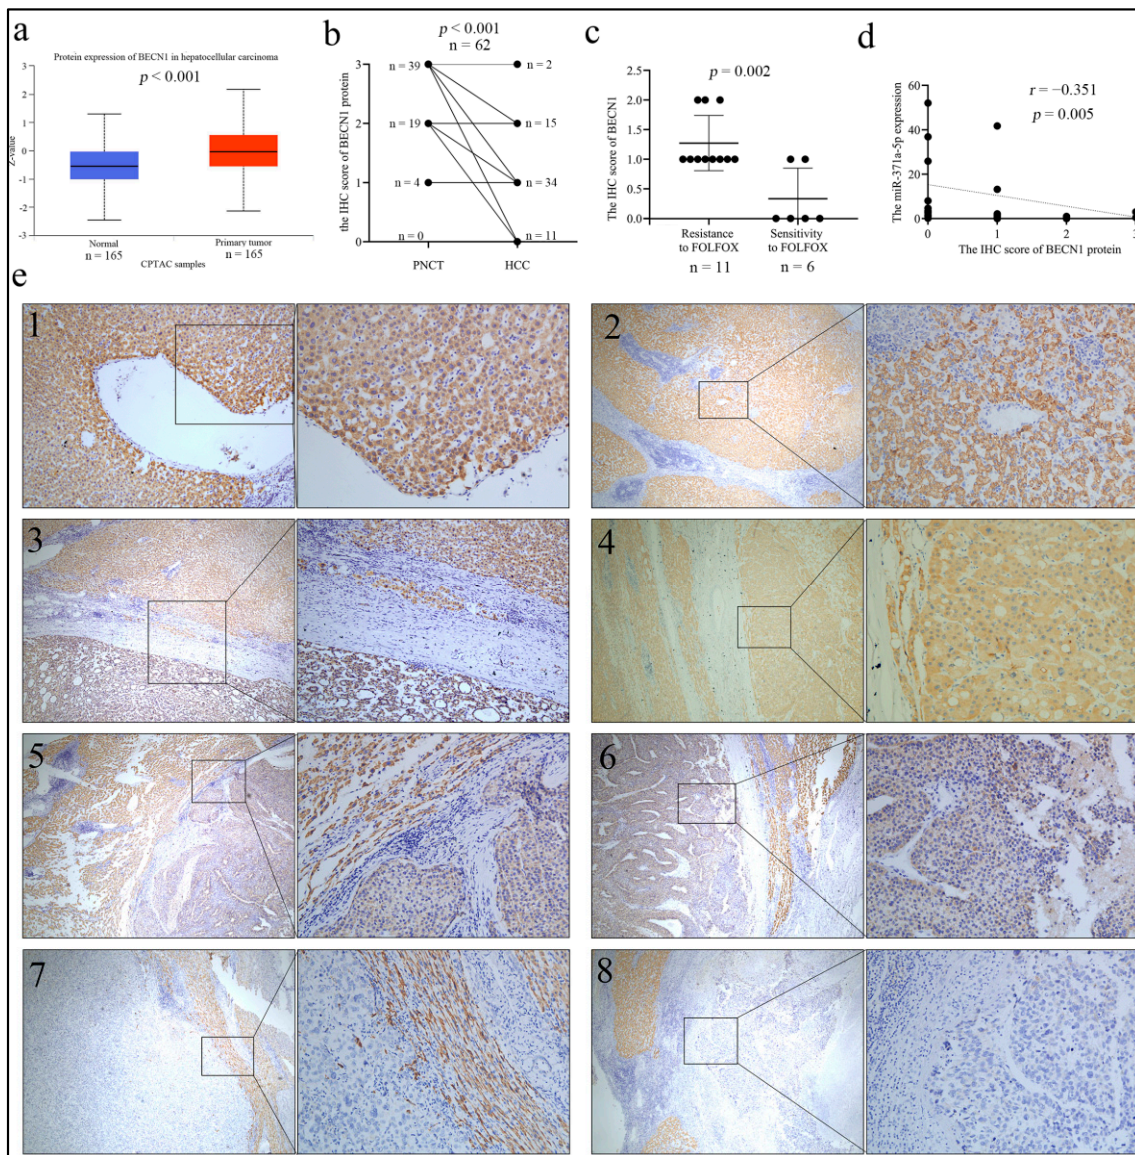 a
Protein expression of BECN1 in hepatocellular carcinoma
p < 0.001
Z-value
3
2
1
0
-1
-2
-3
Normal
n = 165
Primary tumor
n = 165
CPTAC samples
b
p < 0.001
n = 62
the IHC score of BECN1 protein
3
2
1
0
n = 39
n = 19
n = 4
n = 0
n = 2
n = 15
n = 34
n = 11
PNCT
HCC
c
p = 0.002
The IHC score of BECN1
2.5
2.0
1.5
1.0
0.5
0.0
Resistance
to FOLFOX
n = 11
Sensitivity
to FOLFOX
n = 6
d
r = −0.351
p = 0.005
The miR-371a-5p expression
60
40
20
0
0
1
2
3
The IHC score of BECN1 protein
e
1
2
3
4
5
6
7
8